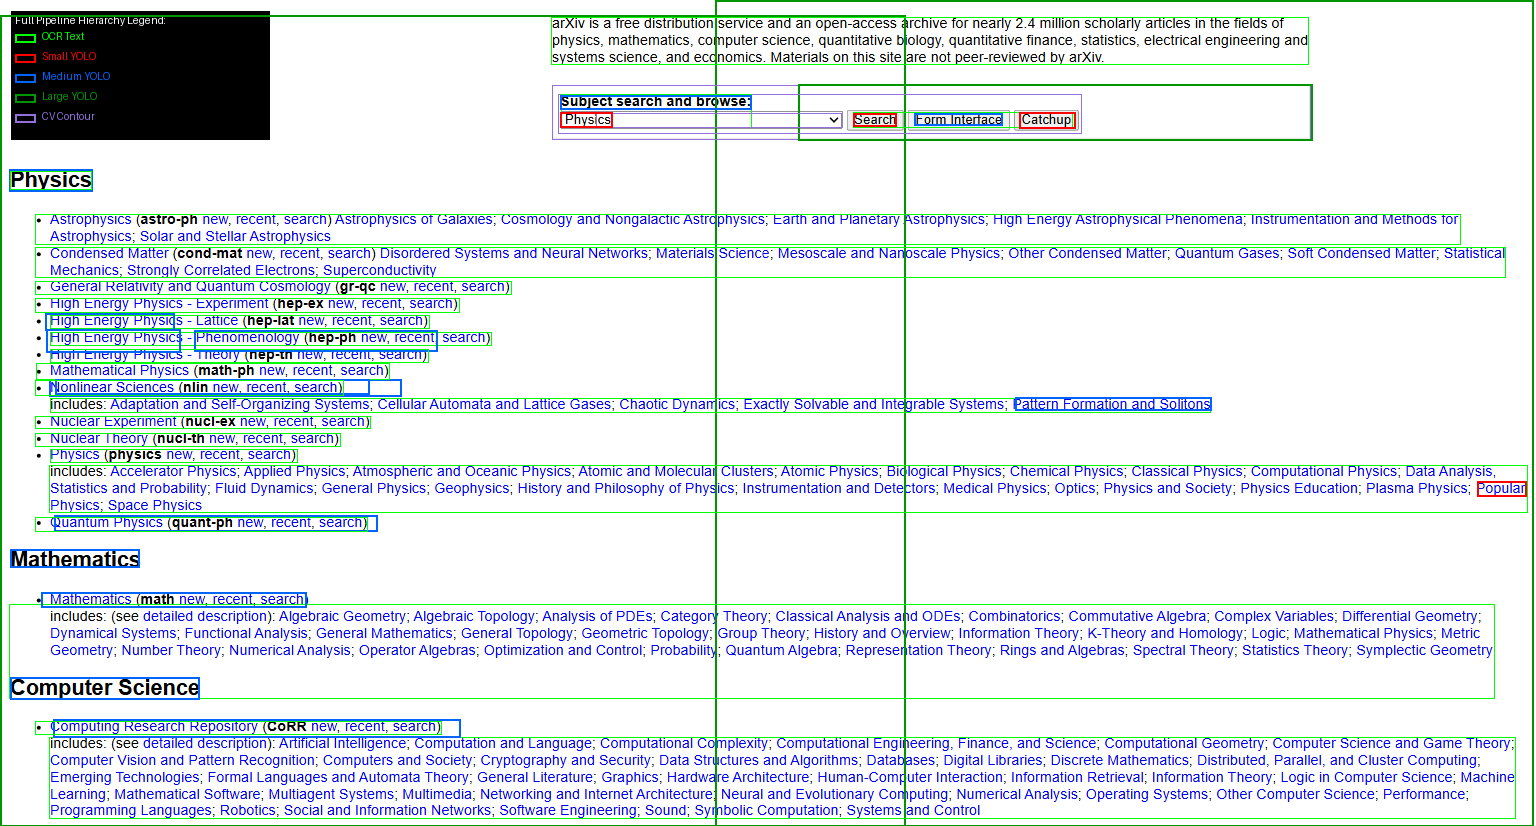 Full Pipeline Hierarchy Legend:
OCR Text
Small YOLO
Medium YOLO
Large YOLO
CV Contour
arXiv is a free distribution service and an open-access archive for nearly 2.4 million scholarly articles in the fields of
physics, mathematics, computer science, quantitative biology, quantitative finance, statistics, electrical engineering and
systems science, and economics. Materials on this site are not peer-reviewed by arXiv.
Subject search and browse:
Physics Search Form Interface Catchup
Physics
• Astrophysics (astro-ph new, recent, search) Astrophysics of Galaxies; Cosmology and Nongalactic Astrophysics; Earth and Planetary Astrophysics; High Energy Astrophysical Phenomena; Instrumentation and Methods for
Astrophysics; Solar and Stellar Astrophysics
• Condensed Matter (cond-mat new, recent, search) Disordered Systems and Neural Networks; Materials Science; Mesoscale and Nanoscale Physics; Other Condensed Matter; Quantum Gases; Soft Condensed Matter; Statistical
Mechanics; Strongly Correlated Electrons; Superconductivity
• General Relativity and Quantum Cosmology (gr-qc new, recent, search)
• High Energy Physics - Experiment (hep-ex new, recent, search)
• High Energy Physics - Lattice (hep-lat new, recent, search)
• High Energy Physics - Phenomenology (hep-ph new, recent, search)
• High Energy Physics - Theory (hep-th new, recent, search)
• Mathematical Physics (math-ph new, recent, search)
• Nonlinear Sciences (nlin new, recent, search)
includes: Adaptation and Self-Organizing Systems; Cellular Automata and Lattice Gases; Chaotic Dynamics; Exactly Solvable and Integrable Systems; Pattern Formation and Solitons
• Nuclear Experiment (nucl-ex new, recent, search)
• Nuclear Theory (nucl-th new, recent, search)
• Physics (physics new, recent, search)
includes: Accelerator Physics; Applied Physics; Atmospheric and Oceanic Physics; Atomic and Molecular Clusters; Atomic Physics; Biological Physics; Chemical Physics; Classical Physics; Computational Physics; Data Analysis,
Statistics and Probability; Fluid Dynamics; General Physics; Geophysics; History and Philosophy of Physics; Instrumentation and Detectors; Medical Physics; Optics; Physics and Society; Physics Education; Plasma Physics; Popular
Physics; Space Physics
• Quantum Physics (quant-ph new, recent, search)
Mathematics
• Mathematics (math new, recent, search)
includes: (see detailed description): Algebraic Geometry; Algebraic Topology; Analysis of PDEs; Category Theory; Classical Analysis and ODEs; Combinatorics; Commutative Algebra; Complex Variables; Differential Geometry;
Dynamical Systems; Functional Analysis; General Mathematics; General Topology; Geometric Topology; Group Theory; History and Overview; Information Theory; K-Theory and Homology; Logic; Mathematical Physics; Metric
Geometry; Number Theory; Numerical Analysis; Operator Algebras; Optimization and Control; Probability; Quantum Algebra; Representation Theory; Rings and Algebras; Spectral Theory; Statistics Theory; Symplectic Geometry
Computer Science
• Computing Research Repository (CoRR new, recent, search)
includes: (see detailed description): Artificial Intelligence; Computation and Language; Computational Complexity; Computational Engineering, Finance, and Science; Computational Geometry; Computer Science and Game Theory;
Computer Vision and Pattern Recognition; Computers and Society; Cryptography and Security; Data Structures and Algorithms; Databases; Digital Libraries; Discrete Mathematics; Distributed, Parallel, and Cluster Computing;
Emerging Technologies; Formal Languages and Automata Theory; General Literature; Graphics; Hardware Architecture; Human-Computer Interaction; Information Retrieval; Information Theory; Logic in Computer Science; Machine
Learning; Mathematical Software; Multiagent Systems; Multimedia; Networking and Internet Architecture; Neural and Evolutionary Computing; Numerical Analysis; Operating Systems; Other Computer Science; Performance;
Programming Languages; Robotics; Social and Information Networks; Software Engineering; Sound; Symbolic Computation; Systems and Control